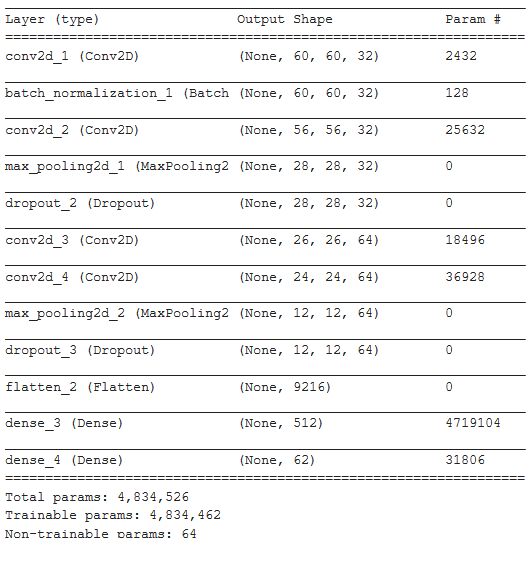 Layer (type) Output Shape Param #
conv2d_1 (Conv2D) (None, 60, 60, 32) 2432
batch_normalization_1 (Batch (None, 60, 60, 32) 128
conv2d_2 (Conv2D) (None, 56, 56, 32) 25632
max_pooling2d_1 (MaxPooling2 (None, 28, 28, 32) 0
dropout_2 (Dropout) (None, 28, 28, 32) 0
conv2d_3 (Conv2D) (None, 26, 26, 64) 18496
conv2d_4 (Conv2D) (None, 24, 24, 64) 36928
max_pooling2d_2 (MaxPooling2 (None, 12, 12, 64) 0
dropout_3 (Dropout) (None, 12, 12, 64) 0
flatten_2 (Flatten) (None, 9216) 0
dense_3 (Dense) (None, 512) 4719104
dense_4 (Dense) (None, 62) 31806
Total params: 4,834,526
Trainable params: 4,834,462
Non-trainable params: 64